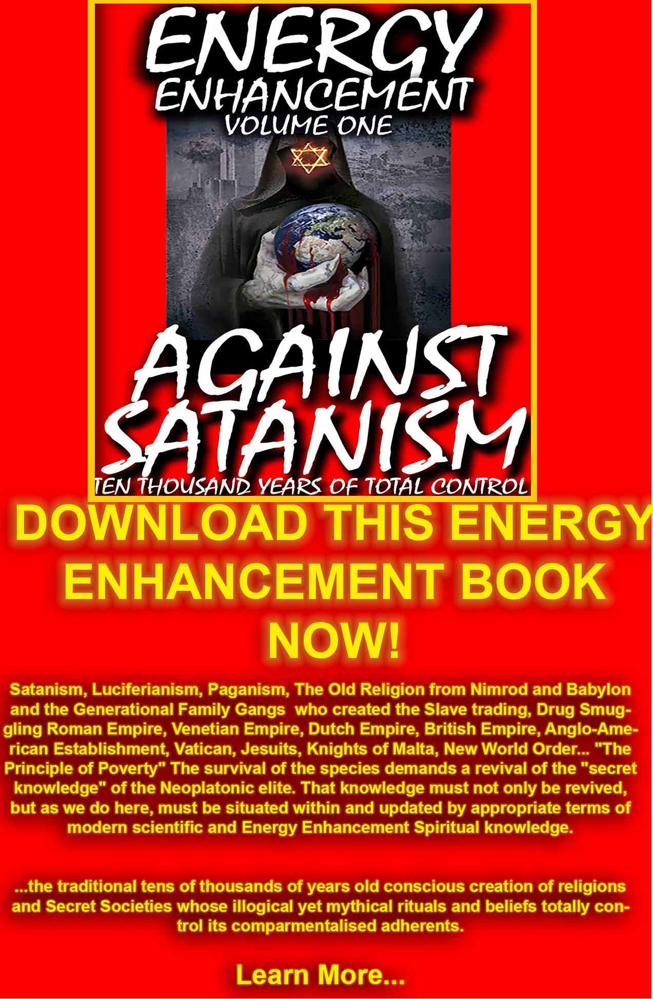 ENERGY
ENHANCEMENT
VOLUME ONE
AGAINST
SATANISM
TEN THOUSAND YEARS OF TOTAL CONTROL
DOWNLOAD THIS ENERGY
ENHANCEMENT BOOK
NOW!
Satanism, Luciferianism, Paganism, The Old Religion from Nimrod and Babylon
and the Generational Family Gangs  who created the Slave trading, Drug Smug-
gling Roman Empire, Venetian Empire, Dutch Empire, British Empire, Anglo-Ame-
rican Establishment, Vatican, Jesuits, Knights of Malta, New World Order... "The
Principle of Poverty" The survival of the species demands a revival of the "secret
knowledge" of the Neoplatonic elite. That knowledge must not only be revived,
but as we do here, must be situated within and updated by appropriate terms of
modern scientific and Energy Enhancement Spiritual knowledge.
...the traditional tens of thousands of years old conscious creation of religions
and Secret Societies whose illogical yet mythical rituals and beliefs totally con-
trol its comparmentalised adherents.
Learn More...